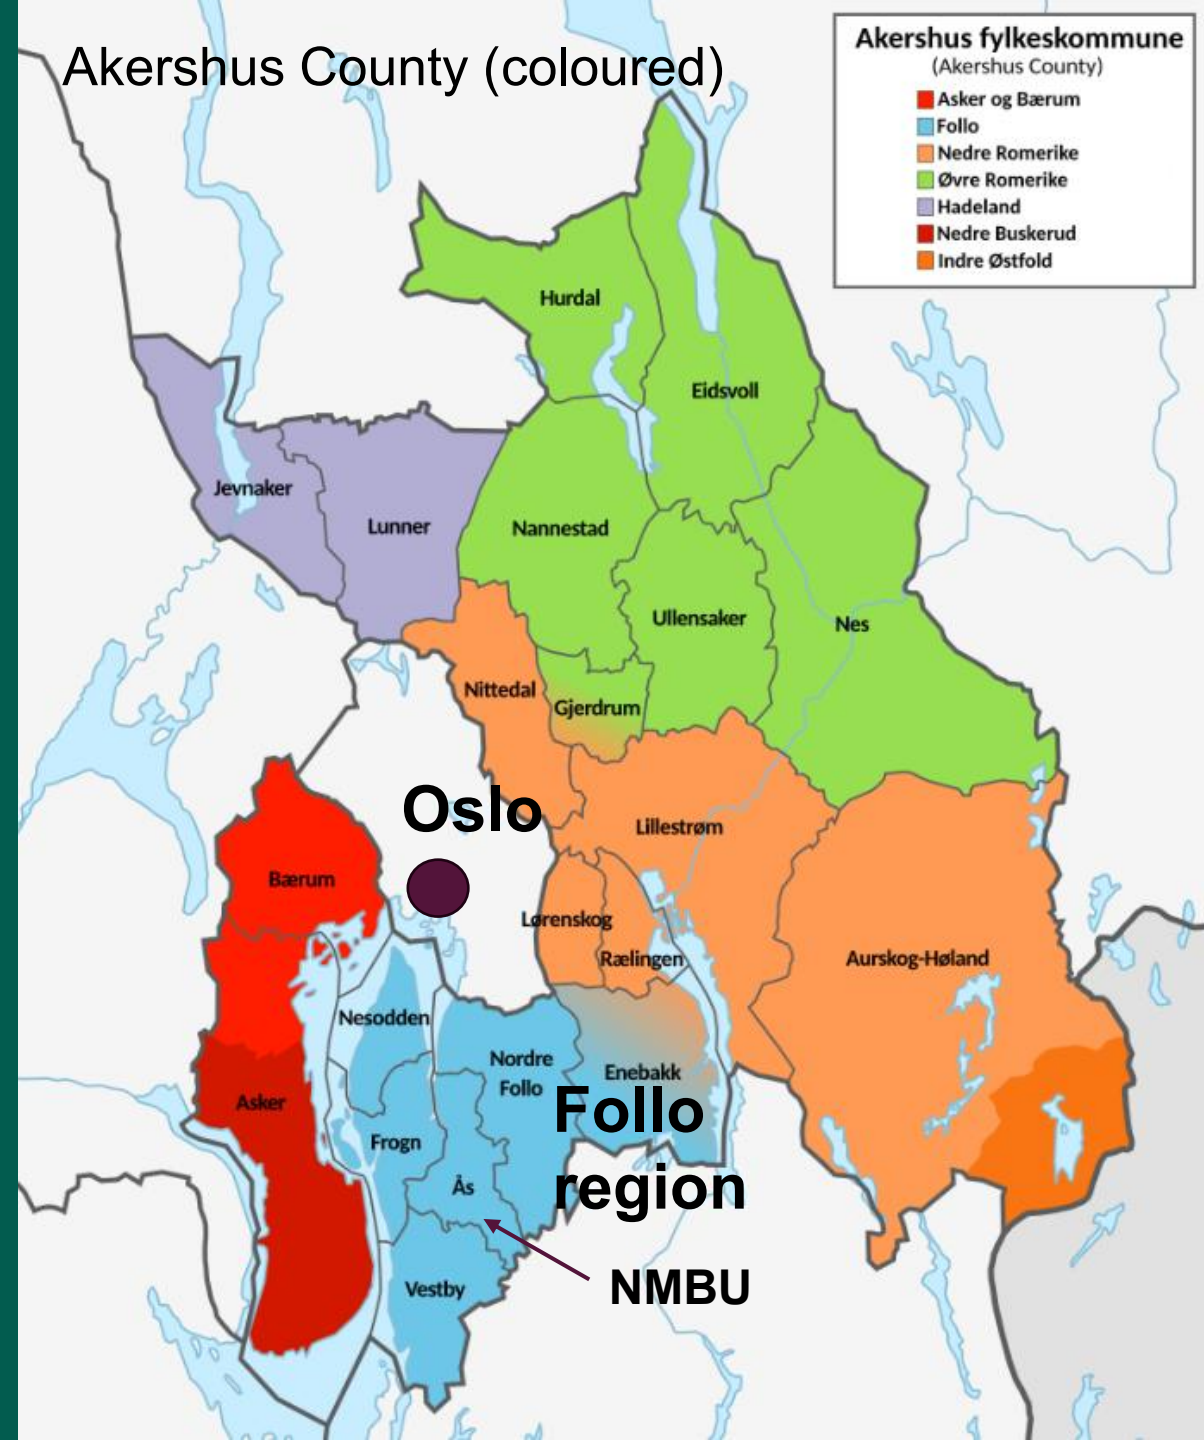 Akershus County (coloured)
Akershus fylkeskommune
(Akershus County)
Asker og Bærum
Follo
Nedre Romerike
Øvre Romerike
Hadeland
Nedre Buskerud
Indre Østfold
Hurdal
Eidsvoll
Jevnaker
Lunner
Nannestad
Ullensaker
Nes
Nittedal
Gjerdrum
Oslo
Lillestrøm
Bærum
Lørenskog
Rælingen
Aurskog-Høland
Nesodden
Nordre
Follo
Enebakk
Asker
Follo
region
Frogn
Ås
Vestby
NMBU